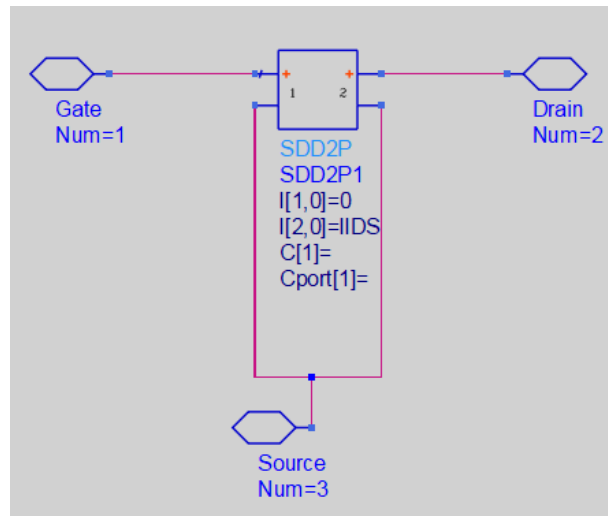 Gate
Num=1
1
2
Drain
Num=2
SDD2P
SDD2P1
I[1,0]=0
I[2,0]=IIDS
C[1]=
Cport[1]=
Source
Num=3